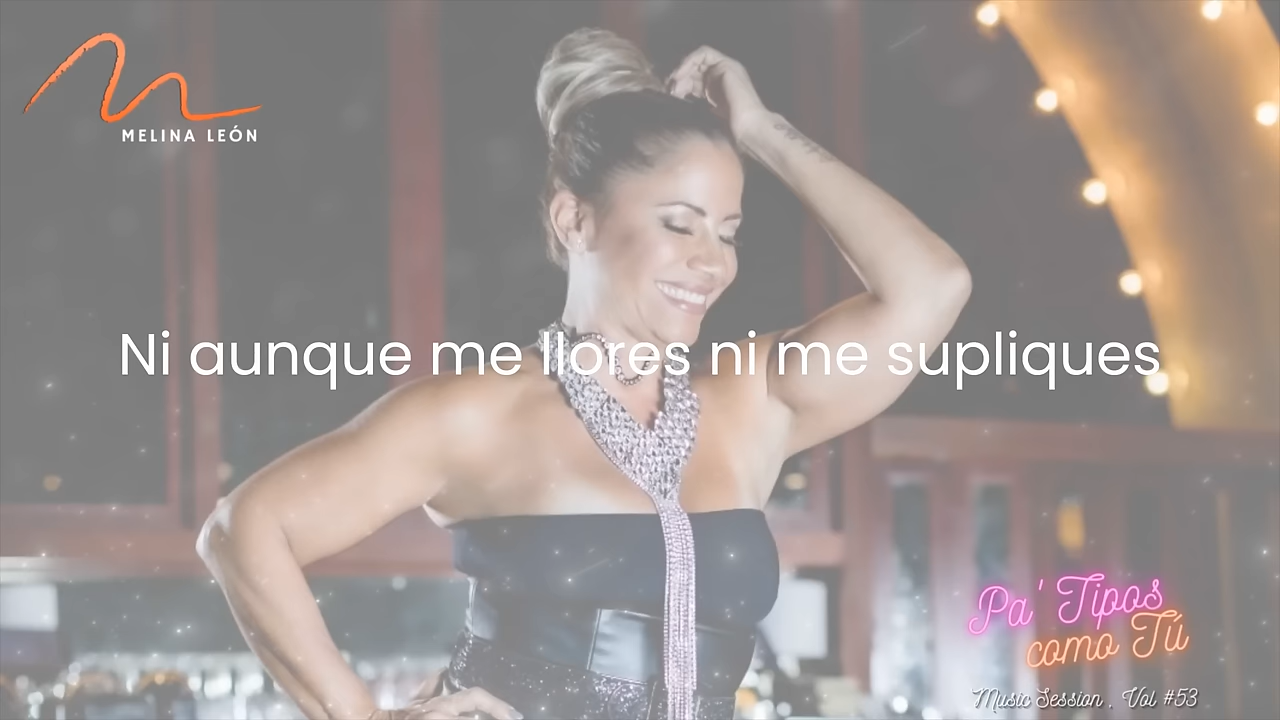 MELINA LEÓN
Ni aunque me llores ni me supliques
Pa' Tipos
como Tú
Music Session , Vol #53